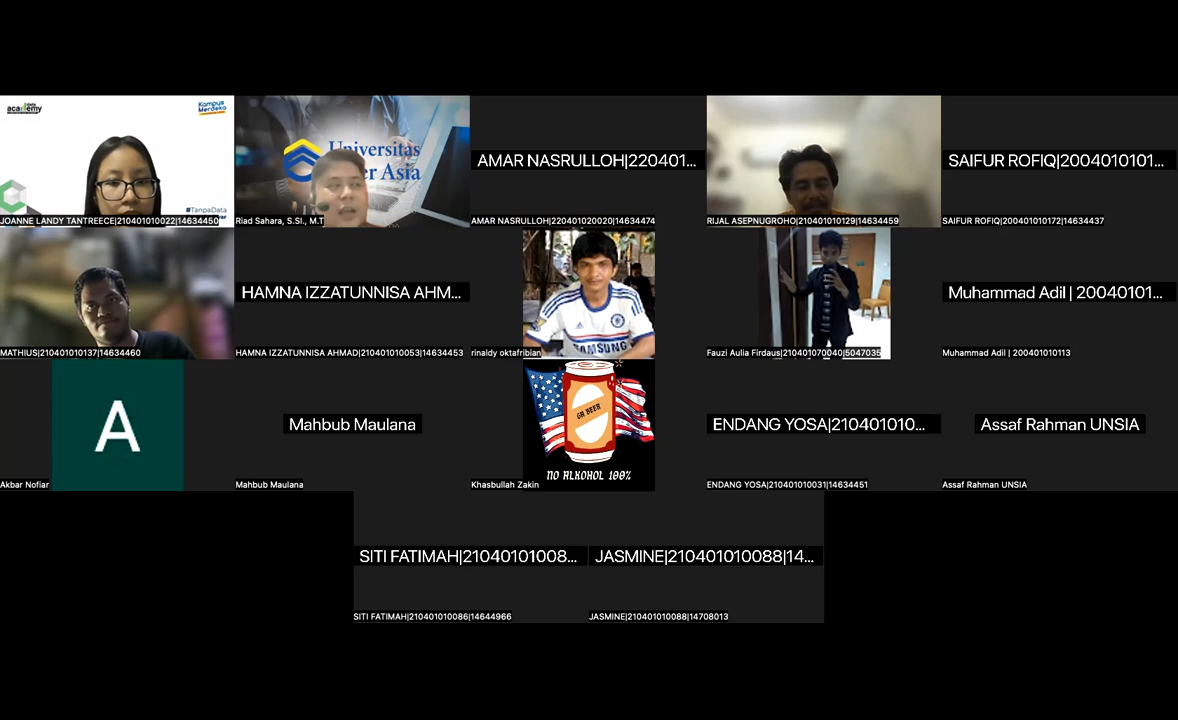 data
academy
Kampus
Merdeka
#TanpaData
JOANNE LANDY TANTREECE|210401010022|14634450
Universitas
er Asia
Riad Sahara, S.SI., M.T
AMAR NASRULLOH|220401...
AMAR NASRULLOH|220401020020|14634474
RIJAL ASEPNUGROHO|210401010129|14634459
SAIFUR ROFIQ|2004010101...
SAIFUR ROFIQ|200401010172|14634437
MATHIUS|210401010137|14634460
HAMNA IZZATUNNISA AHM...
HAMNA IZZATUNNISA AHMAD|210401010053|14634453
SAMSUNG
rinaldy oktafribian
Fauzi Aulia Firdaus|210401070040|5047035
Muhammad Adil | 20040101...
Muhammad Adil | 200401010113
A
Akbar Nofiar
Mahbub Maulana
Mahbub Maulana
GR BEER
NO ALKOHOL 100%
Khasbullah Zakin
ENDANG YOSA|210401010...
ENDANG YOSA|210401010031|14634451
Assaf Rahman UNSIA
Assaf Rahman UNSIA
SITI FATIMAH|21040101008...
SITI FATIMAH|210401010086|14644966
JASMINE|210401010088|14...
JASMINE|210401010088|14708013